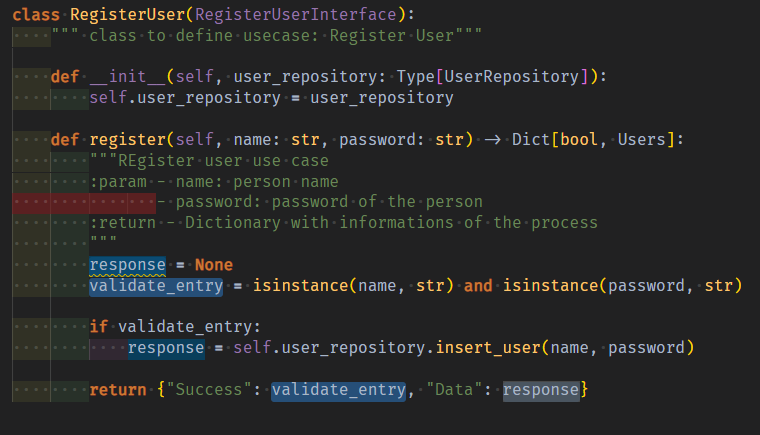 class RegisterUser(RegisterUserInterface):
    """ class to define usecase: Register User"""

    def __init__(self, user_repository: Type[UserRepository]):
        self.user_repository = user_repository

    def register(self, name: str, password: str) -> Dict[bool, Users]:
        """REgister user use case
        :param - name: person name
               - password: password of the person
        :return - Dictionary with informations of the process
        """
        response = None
        validate_entry = isinstance(name, str) and isinstance(password, str)

        if validate_entry:
            response = self.user_repository.insert_user(name, password)

        return {"Success": validate_entry, "Data": response}